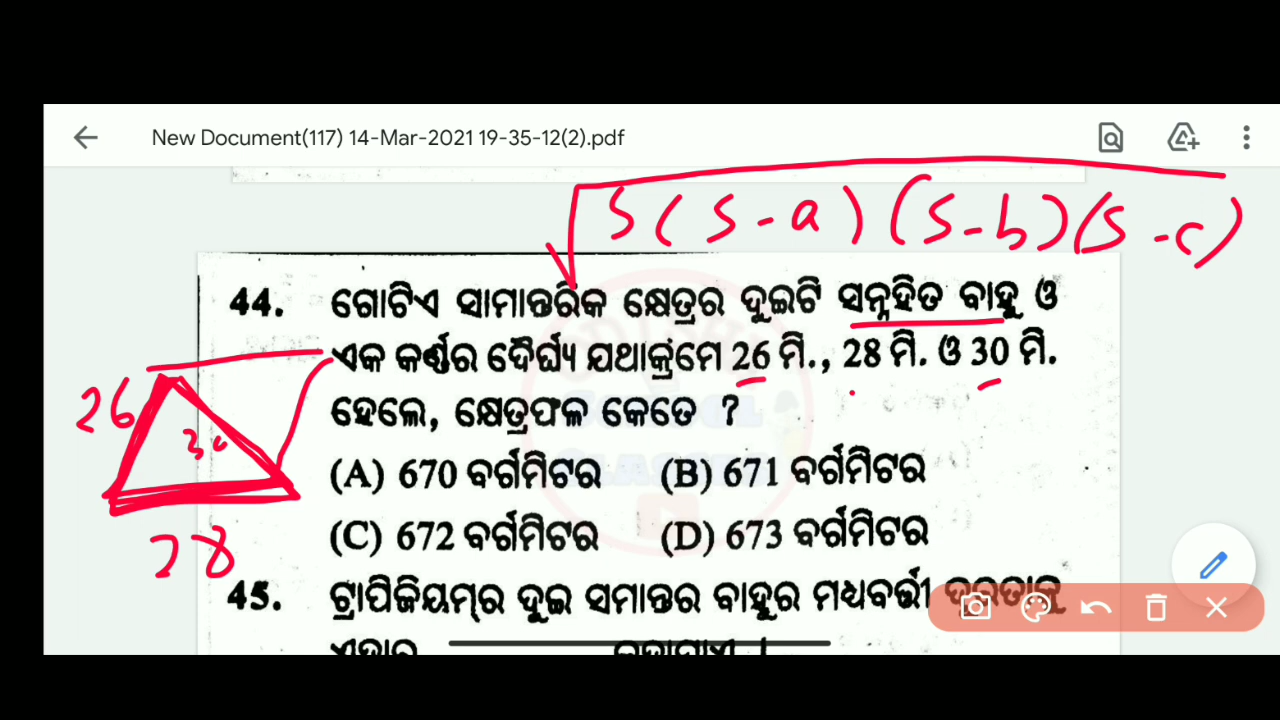 New Document(117) 14-Mar-2021 19-35-12(2).pdf
√S(S-a)(S-b)(S-c)
44. ଗୋଟିଏ ସାମାନ୍ତରିକ କ୍ଷେତ୍ରର ଦୁଇଟି ସନ୍ନିହିତ ବାହୁ ଓ
ଏକ କର୍ଣ୍ଣର ଦୈର୍ଘ୍ୟ ଯଥାକ୍ରମେ 26 ମି., 28 ମି. ଓ 30 ମି.
26
ହେଲେ, କ୍ଷେତ୍ରଫଳ କେତେ ?
30
(A) 670 ବର୍ଗମିଟର (B) 671 ବର୍ଗମିଟର
(C) 672 ବର୍ଗମିଟର (D) 673 ବର୍ଗମିଟର
28
45. ଟ୍ରାପିଜିୟମ୍‌ର ଦୁଇ ସମାନ୍ତର ବାହୁର ମଧ୍ୟବର୍ତ୍ତୀ